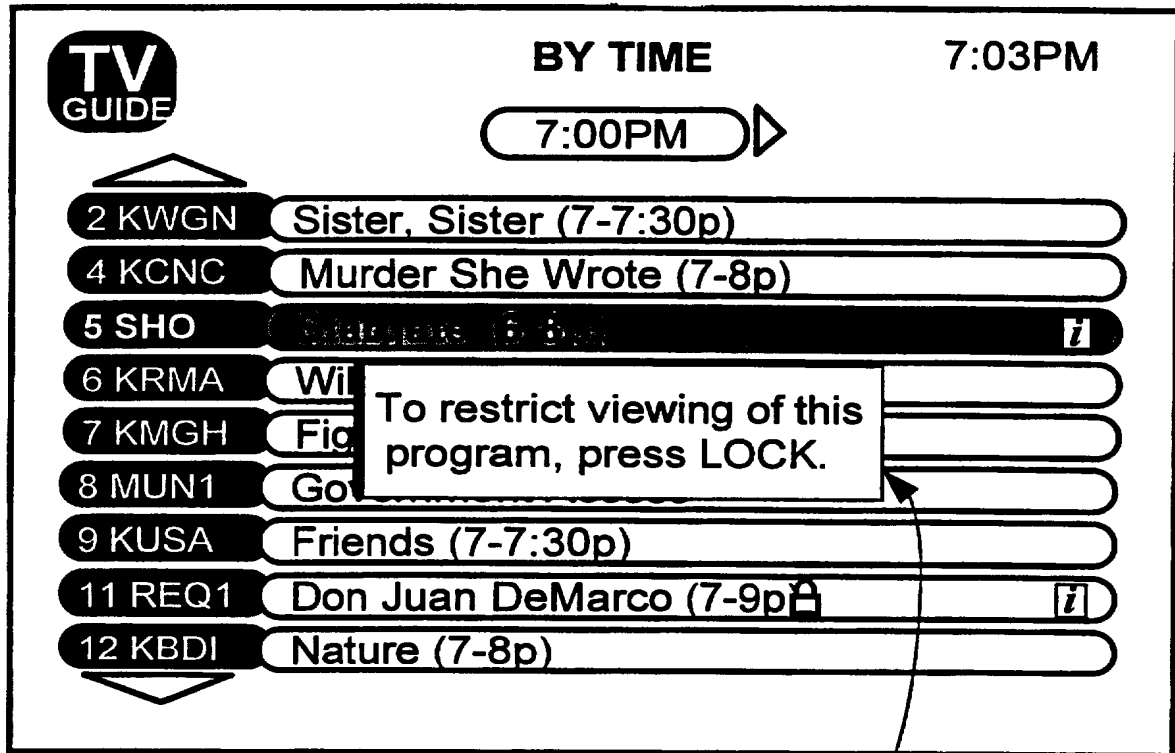 TV GUIDE
BY TIME
7:03PM
7:00PM
2 KWGN Sister, Sister (7-7:30p)
4 KCNC Murder She Wrote (7-8p)
5 SHO i
6 KRMA Wil
7 KMGH Fig
To restrict viewing of this
program, press LOCK.
8 MUN1
9 KUSA Friends (7-7:30p)
11 REQ1 Don Juan DeMarco (7-9p i
12 KBDI Nature (7-8p)